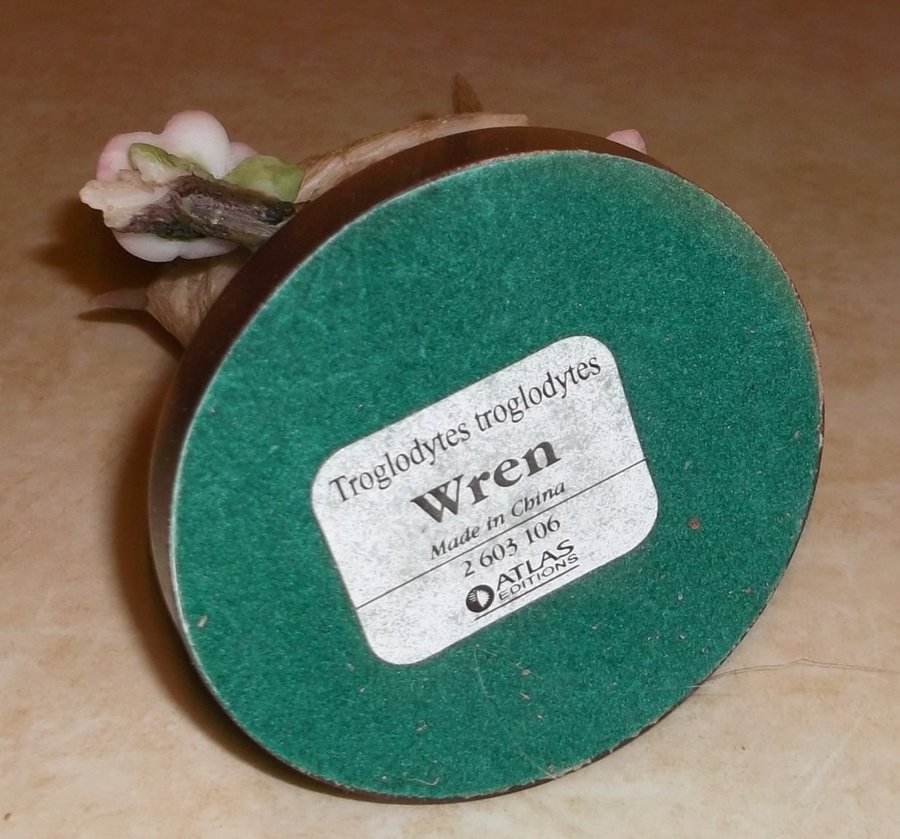 Troglodytes troglodytes
Wren
Made in China
2 603 106
ATLAS
EDITIONS